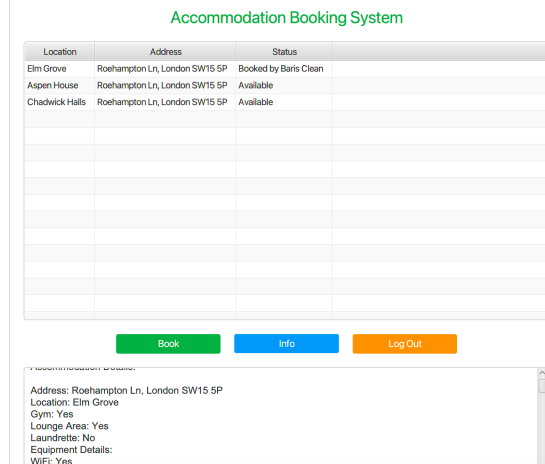 Accommodation Booking System
Location Address Status
Elm Grove Roehampton Ln, London SW15 5P Booked by Baris Clean
Aspen House Roehampton Ln, London SW15 5P Available
Chadwick Halls Roehampton Ln, London SW15 5P Available
Book Info Log Out
Accommodation Details:
Address: Roehampton Ln, London SW15 5P
Location: Elm Grove
Gym: Yes
Lounge Area: Yes
Laundrette: No
Equipment Details:
WiFi: Yes